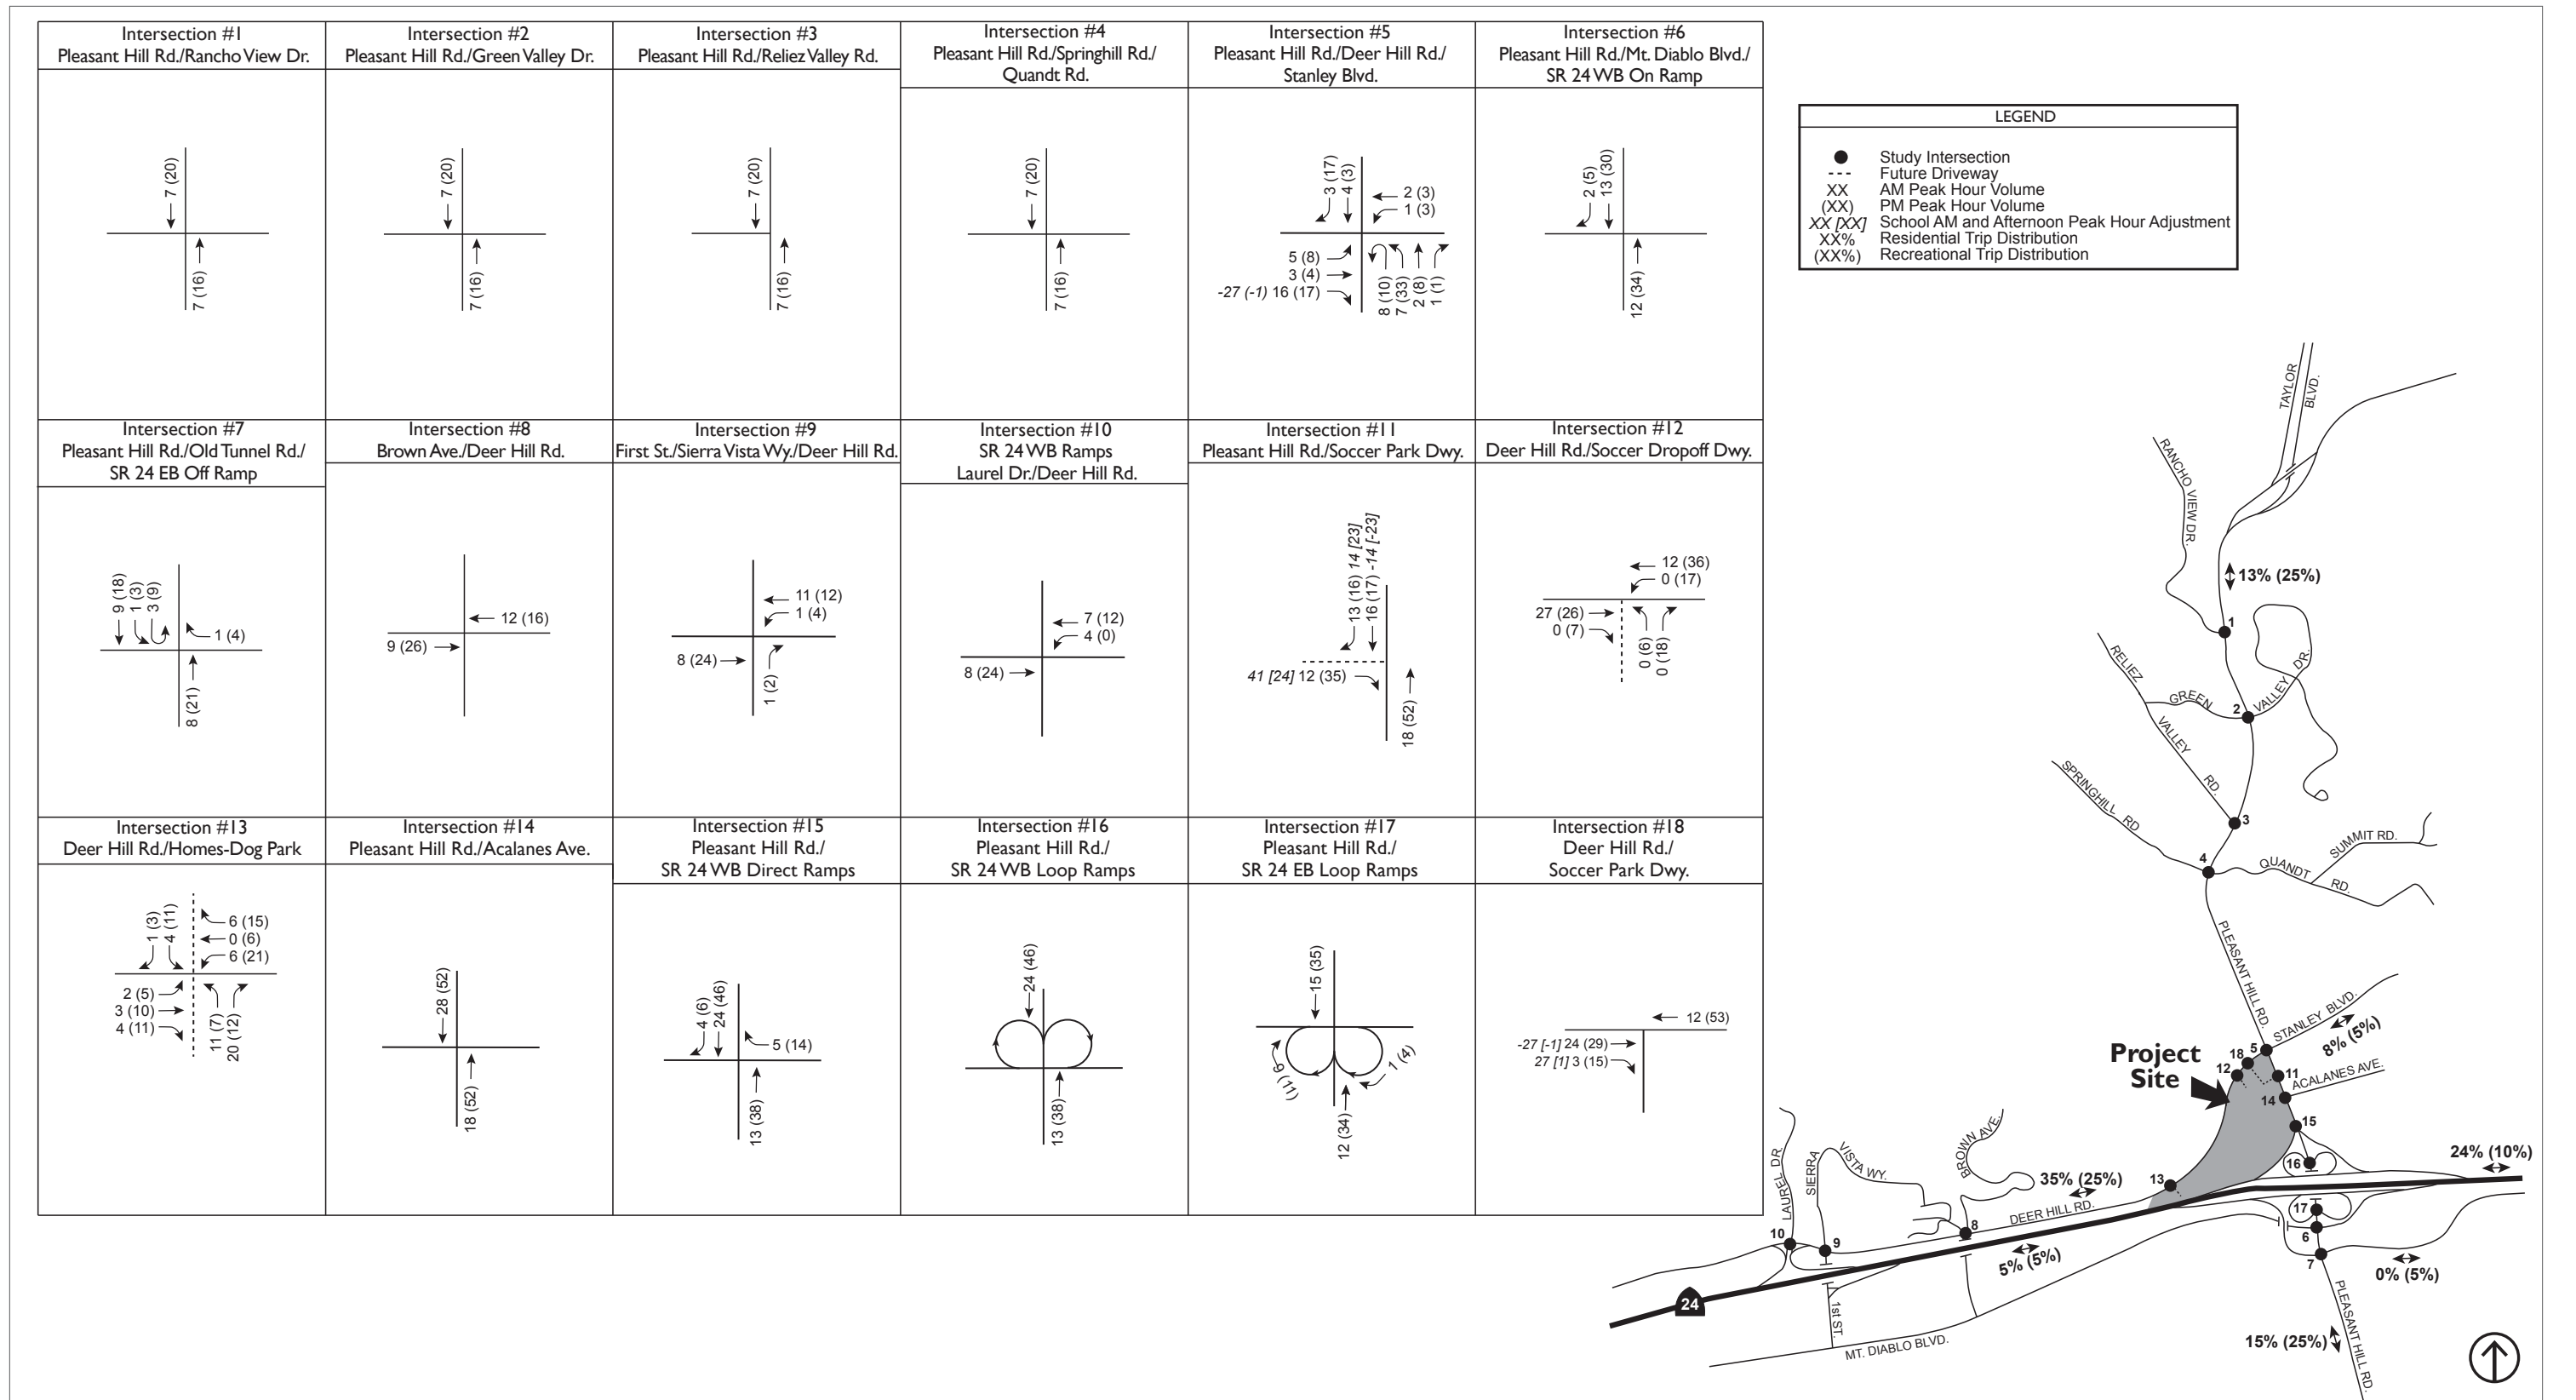 Intersection #1
Pleasant Hill Rd./Rancho View Dr.
7 (20)
7 (16)
Intersection #2
Pleasant Hill Rd./Green Valley Dr.
7 (20)
7 (16)
Intersection #3
Pleasant Hill Rd./Reliez Valley Rd.
7 (20)
7 (16)
Intersection #4
Pleasant Hill Rd./Springhill Rd./
Quandt Rd.
7 (20)
7 (16)
Intersection #5
Pleasant Hill Rd./Deer Hill Rd./
Stanley Blvd.
3 (17)
4 (3)
2 (3)
1 (3)
5 (8)
3 (4)
-27 (-1) 16 (17)
8 (10)
7 (33)
2 (8)
1 (1)
Intersection #6
Pleasant Hill Rd./Mt. Diablo Blvd./
SR 24 WB On Ramp
2 (5)
13 (30)
12 (34)
Intersection #7
Pleasant Hill Rd./Old Tunnel Rd./
SR 24 EB Off Ramp
9 (18)
1 (3)
3 (9)
1 (4)
8 (21)
Intersection #8
Brown Ave./Deer Hill Rd.
12 (16)
9 (26)
Intersection #9
First St./Sierra Vista Wy./Deer Hill Rd.
11 (12)
1 (4)
8 (24)
1 (2)
Intersection #10
SR 24 WB Ramps
Laurel Dr./Deer Hill Rd.
7 (12)
4 (0)
8 (24)
Intersection #11
Pleasant Hill Rd./Soccer Park Dwy.
13 (16) 14 [23]
16 (17) -14 [-23]
41 [24] 12 (35)
18 (52)
Intersection #12
Deer Hill Rd./Soccer Dropoff Dwy.
12 (36)
0 (17)
27 (26)
0 (7)
0 (6)
0 (18)
Intersection #13
Deer Hill Rd./Homes-Dog Park
1 (3)
4 (11)
6 (15)
0 (6)
6 (21)
2 (5)
3 (10)
4 (11)
11 (7)
20 (12)
Intersection #14
Pleasant Hill Rd./Acalanes Ave.
28 (52)
18 (52)
Intersection #15
Pleasant Hill Rd./
SR 24 WB Direct Ramps
4 (6)
24 (46)
5 (14)
13 (38)
Intersection #16
Pleasant Hill Rd./
SR 24 WB Loop Ramps
24 (46)
13 (38)
Intersection #17
Pleasant Hill Rd./
SR 24 EB Loop Ramps
15 (35)
9 (11)
1 (4)
12 (34)
Intersection #18
Deer Hill Rd./
Soccer Park Dwy.
12 (53)
-27 [-1] 24 (29)
27 [1] 3 (15)
LEGEND
Study Intersection
Future Driveway
XX AM Peak Hour Volume
(XX) PM Peak Hour Volume
XX [XX] School AM and Afternoon Peak Hour Adjustment
XX% Residential Trip Distribution
(XX%) Recreational Trip Distribution
TAYLOR
BLVD.
RANCHO VIEW DR.
13% (25%)
1
RELIEZ
VALLEY
RD.
GREEN
2
VALLEY
DR.
SPRINGHILL RD
3
4
SUMMIT RD.
QUANDT
RD.
PLEASANT HILL RD.
STANLEY BLVD.
8% (5%)
Project
Site
18
5
12
11
ACALANES AVE.
14
15
16
24% (10%)
13
35% (25%)
DEER HILL RD.
BROWN AVE.
LAUREL DR.
SIERRA
VISTA WY.
17
8
6
10
9
7
5% (5%)
0% (5%)
24
1st ST.
MT. DIABLO BLVD.
15% (25%)
PLEASANT HILL RD.